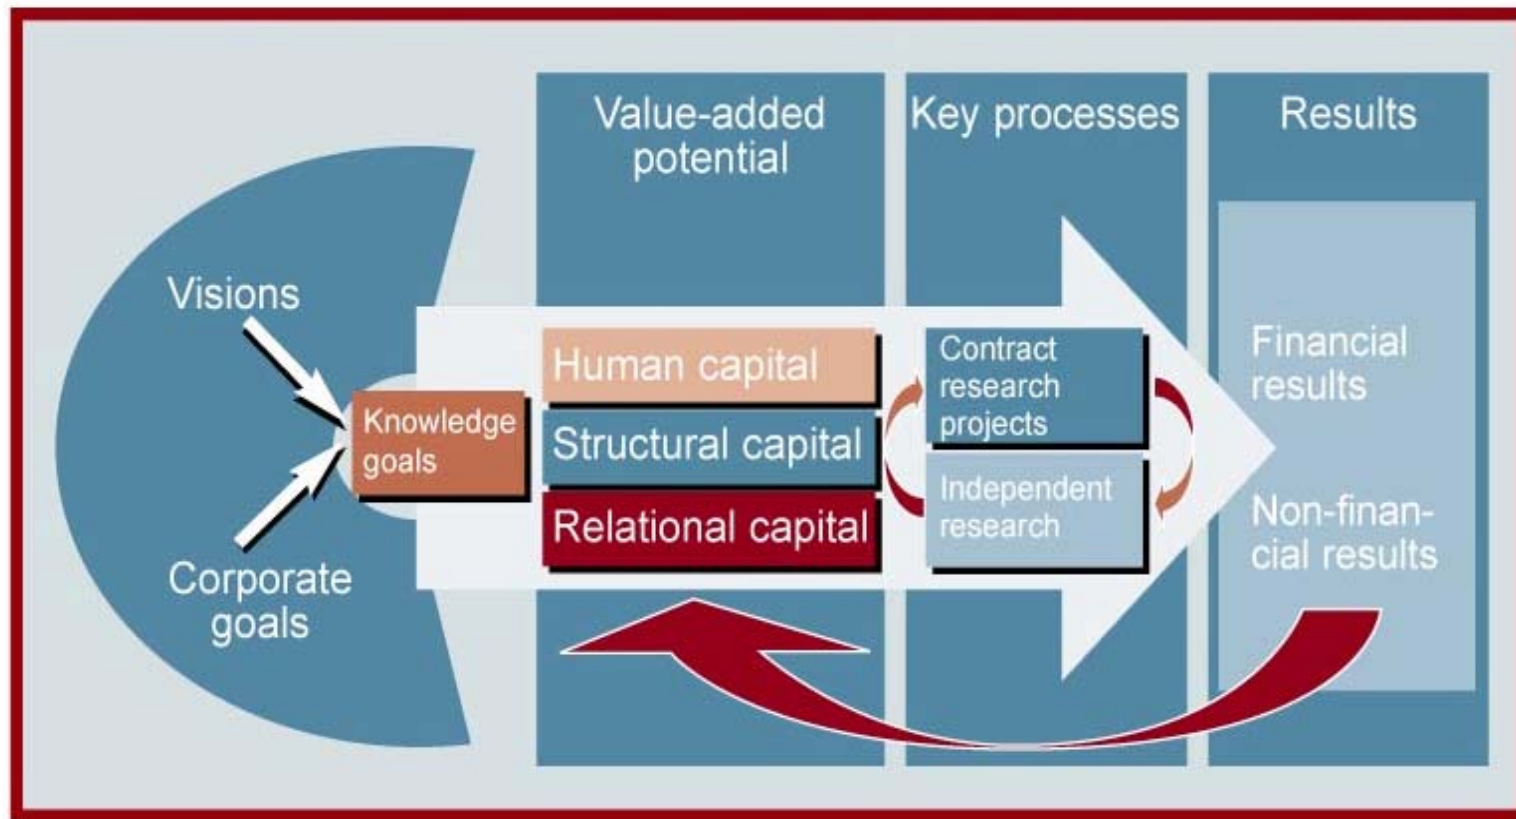 Value-added
potential
Key processes
Results
Visions
Corporate
goals
Knowledge
goals
Human capital
Structural capital
Relational capital
Contract
research
projects
Independent
research
Financial
results
Non-finan-
cial results